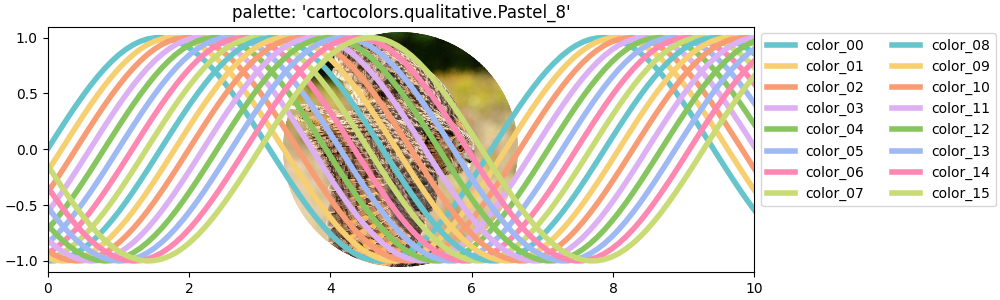 palette: 'cartocolors.qualitative.Pastel_8'
1.0
0.5
0.0
−0.5
−1.0
0 2 4 6 8 10
color_00 color_08
color_01 color_09
color_02 color_10
color_03 color_11
color_04 color_12
color_05 color_13
color_06 color_14
color_07 color_15